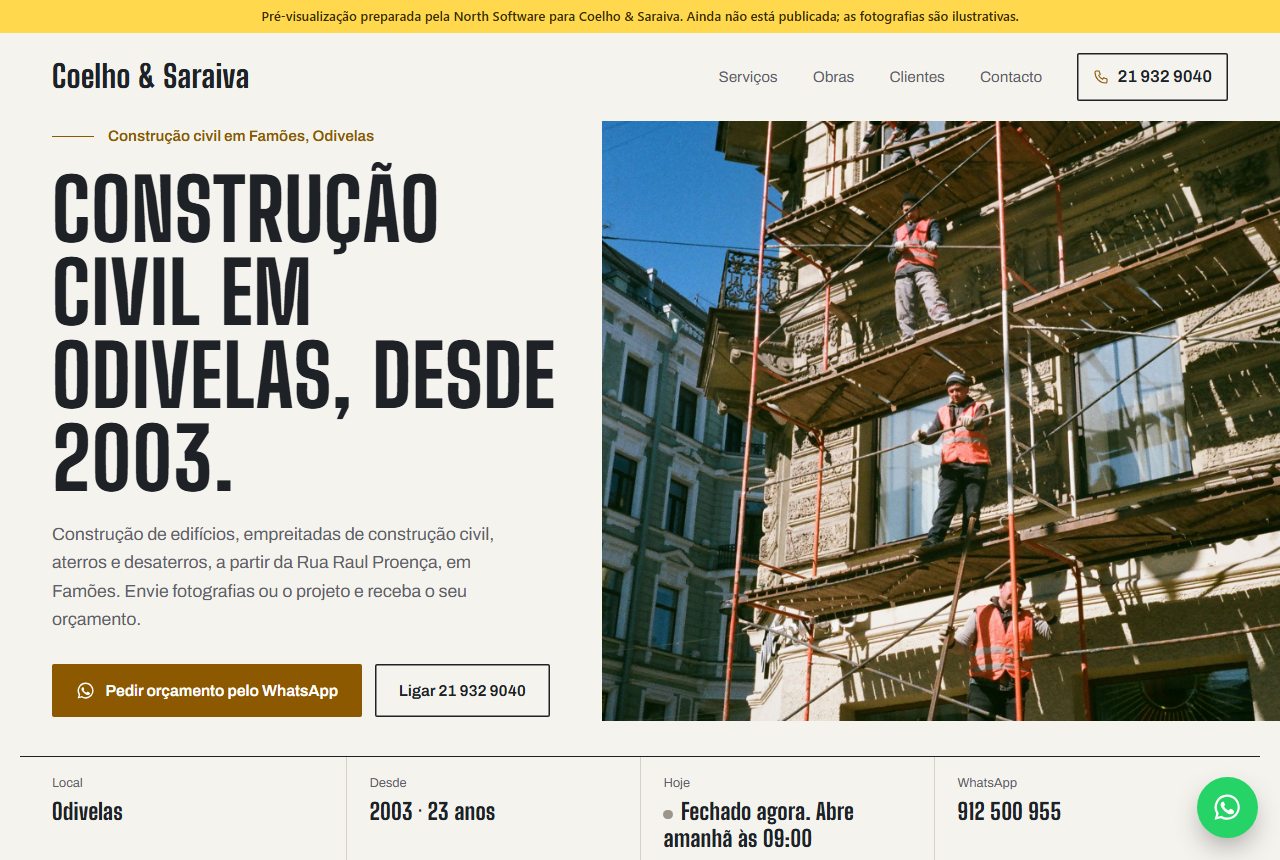 Pré-visualização preparada pela North Software para Coelho & Saraiva. Ainda não está publicada; as fotografias são ilustrativas.
Coelho & Saraiva
Serviços
Obras
Clientes
Contacto
21 932 9040
Construção civil em Famões, Odivelas
CONSTRUÇÃO
CIVIL EM
ODIVELAS, DESDE
2003.
Construção de edifícios, empreitadas de construção civil,
aterros e desaterros, a partir da Rua Raul Proença, em
Famões. Envie fotografias ou o projeto e receba o seu
orçamento.
Pedir orçamento pelo WhatsApp
Ligar 21 932 9040
Local
Odivelas
Desde
2003 · 23 anos
Hoje
Fechado agora. Abre
amanhã às 09:00
WhatsApp
912 500 955